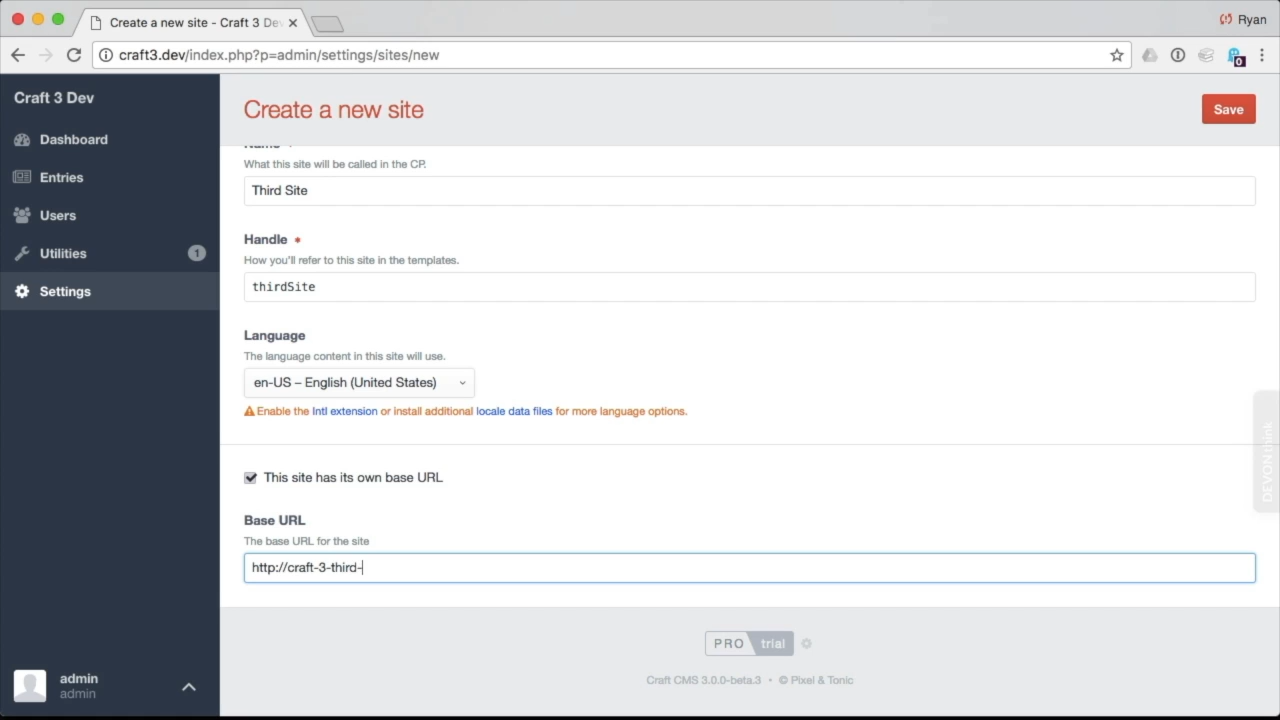 Create a new site - Craft 3 De
Ryan
craft3.dev/index.php?p=admin/settings/sites/new
0
Craft 3 Dev
Dashboard
Entries
Users
Utilities 1
Settings
admin
admin
Create a new site
Save
Name *
What this site will be called in the CP.
Third Site
Handle *
How you'll refer to this site in the templates.
thirdSite
Language
The language content in this site will use.
en-US – English (United States)
Enable the Intl extension or install additional locale data files for more language options.
This site has its own base URL
Base URL
The base URL for the site
http://craft-3-third-
PRO trial
Craft CMS 3.0.0-beta.3 • © Pixel & Tonic
DEVONthink